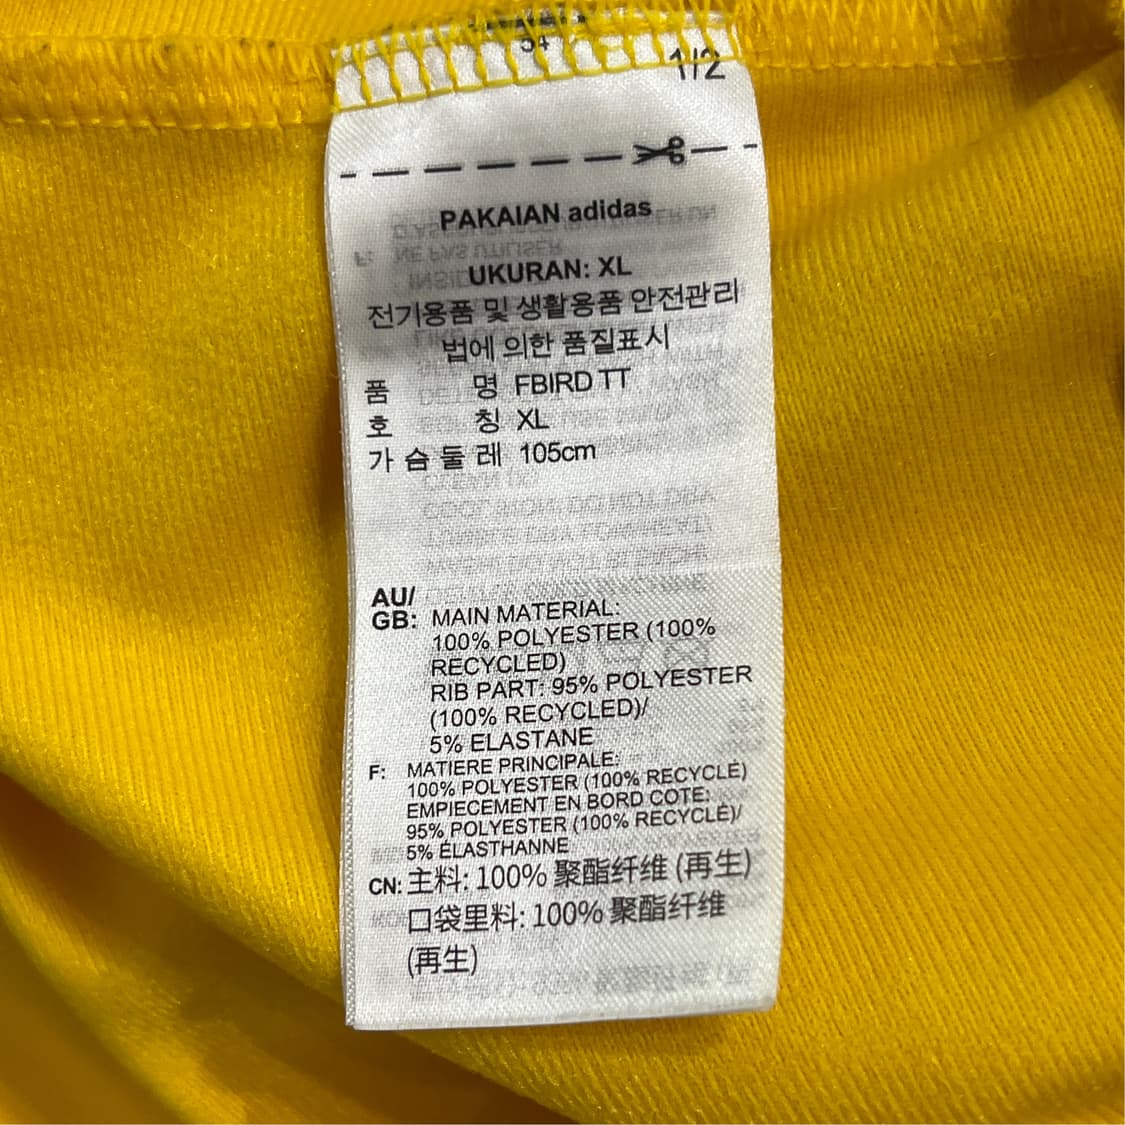 1/2
PAKAIAN adidas
UKURAN: XL
전기용품 및 생활용품 안전관리
법에 의한 품질표시
품 명 FBIRD TT
호 칭 XL
가 슴 둘 레 105cm
AU/
GB: MAIN MATERIAL:
100% POLYESTER (100%
RECYCLED)
RIB PART: 95% POLYESTER
(100% RECYCLED)/
5% ELASTANE
F: MATIERE PRINCIPALE:
100% POLYESTER (100% RECYCLÉ)
EMPIECEMENT EN BORD COTE:
95% POLYESTER (100% RECYCLÉ)/
5% ÉLASTHANNE
CN: 主料: 100% 聚酯纤维 (再生)
口袋里料: 100% 聚酯纤维
(再生)